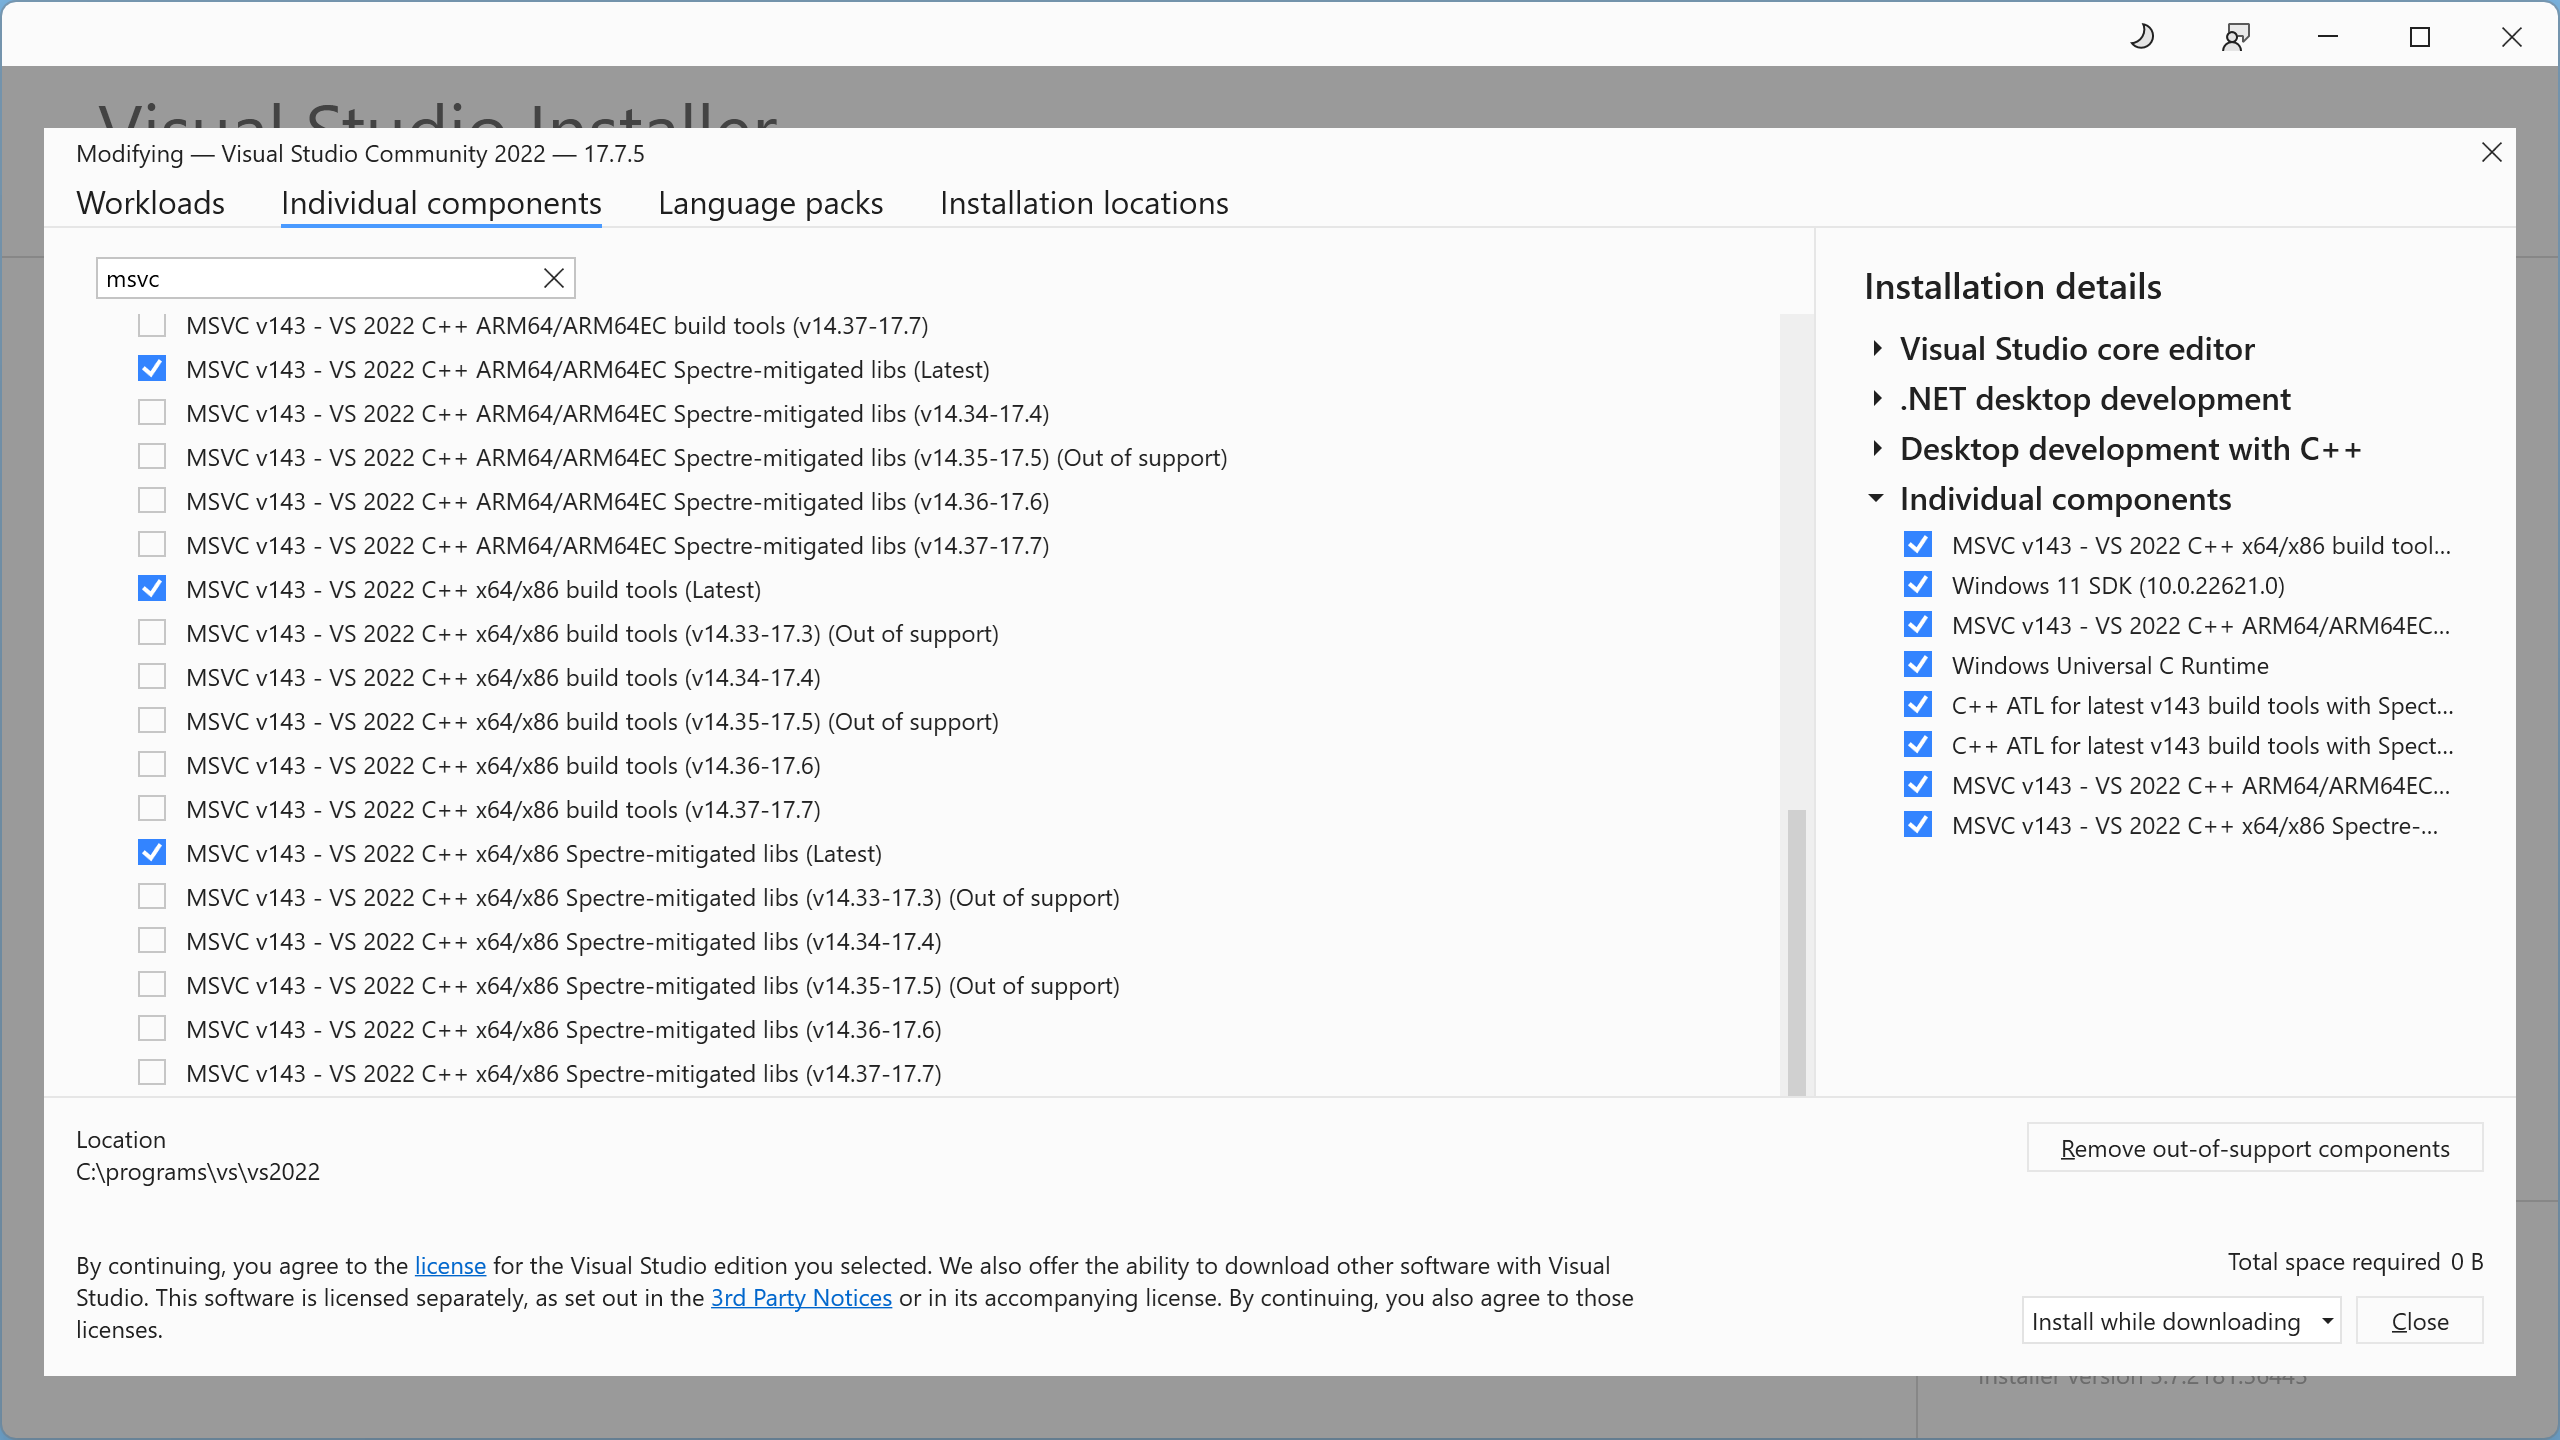 Visual Studio Installer
Modifying — Visual Studio Community 2022 — 17.7.5
Workloads Individual components Language packs Installation locations
msvc
MSVC v143 - VS 2022 C++ ARM64/ARM64EC build tools (v14.37-17.7)
MSVC v143 - VS 2022 C++ ARM64/ARM64EC Spectre-mitigated libs (Latest)
MSVC v143 - VS 2022 C++ ARM64/ARM64EC Spectre-mitigated libs (v14.34-17.4)
MSVC v143 - VS 2022 C++ ARM64/ARM64EC Spectre-mitigated libs (v14.35-17.5) (Out of support)
MSVC v143 - VS 2022 C++ ARM64/ARM64EC Spectre-mitigated libs (v14.36-17.6)
MSVC v143 - VS 2022 C++ ARM64/ARM64EC Spectre-mitigated libs (v14.37-17.7)
MSVC v143 - VS 2022 C++ x64/x86 build tools (Latest)
MSVC v143 - VS 2022 C++ x64/x86 build tools (v14.33-17.3) (Out of support)
MSVC v143 - VS 2022 C++ x64/x86 build tools (v14.34-17.4)
MSVC v143 - VS 2022 C++ x64/x86 build tools (v14.35-17.5) (Out of support)
MSVC v143 - VS 2022 C++ x64/x86 build tools (v14.36-17.6)
MSVC v143 - VS 2022 C++ x64/x86 build tools (v14.37-17.7)
MSVC v143 - VS 2022 C++ x64/x86 Spectre-mitigated libs (Latest)
MSVC v143 - VS 2022 C++ x64/x86 Spectre-mitigated libs (v14.33-17.3) (Out of support)
MSVC v143 - VS 2022 C++ x64/x86 Spectre-mitigated libs (v14.34-17.4)
MSVC v143 - VS 2022 C++ x64/x86 Spectre-mitigated libs (v14.35-17.5) (Out of support)
MSVC v143 - VS 2022 C++ x64/x86 Spectre-mitigated libs (v14.36-17.6)
MSVC v143 - VS 2022 C++ x64/x86 Spectre-mitigated libs (v14.37-17.7)
Installation details
Visual Studio core editor
.NET desktop development
Desktop development with C++
Individual components
MSVC v143 - VS 2022 C++ x64/x86 build tool...
Windows 11 SDK (10.0.22621.0)
MSVC v143 - VS 2022 C++ ARM64/ARM64EC...
Windows Universal C Runtime
C++ ATL for latest v143 build tools with Spect...
C++ ATL for latest v143 build tools with Spect...
MSVC v143 - VS 2022 C++ ARM64/ARM64EC...
MSVC v143 - VS 2022 C++ x64/x86 Spectre-...
Location
C:\programs\vs\vs2022
Remove out-of-support components
By continuing, you agree to the license for the Visual Studio edition you selected. We also offer the ability to download other software with Visual
Studio. This software is licensed separately, as set out in the 3rd Party Notices or in its accompanying license. By continuing, you also agree to those
licenses.
Total space required 0 B
Install while downloading
Close
Installer version